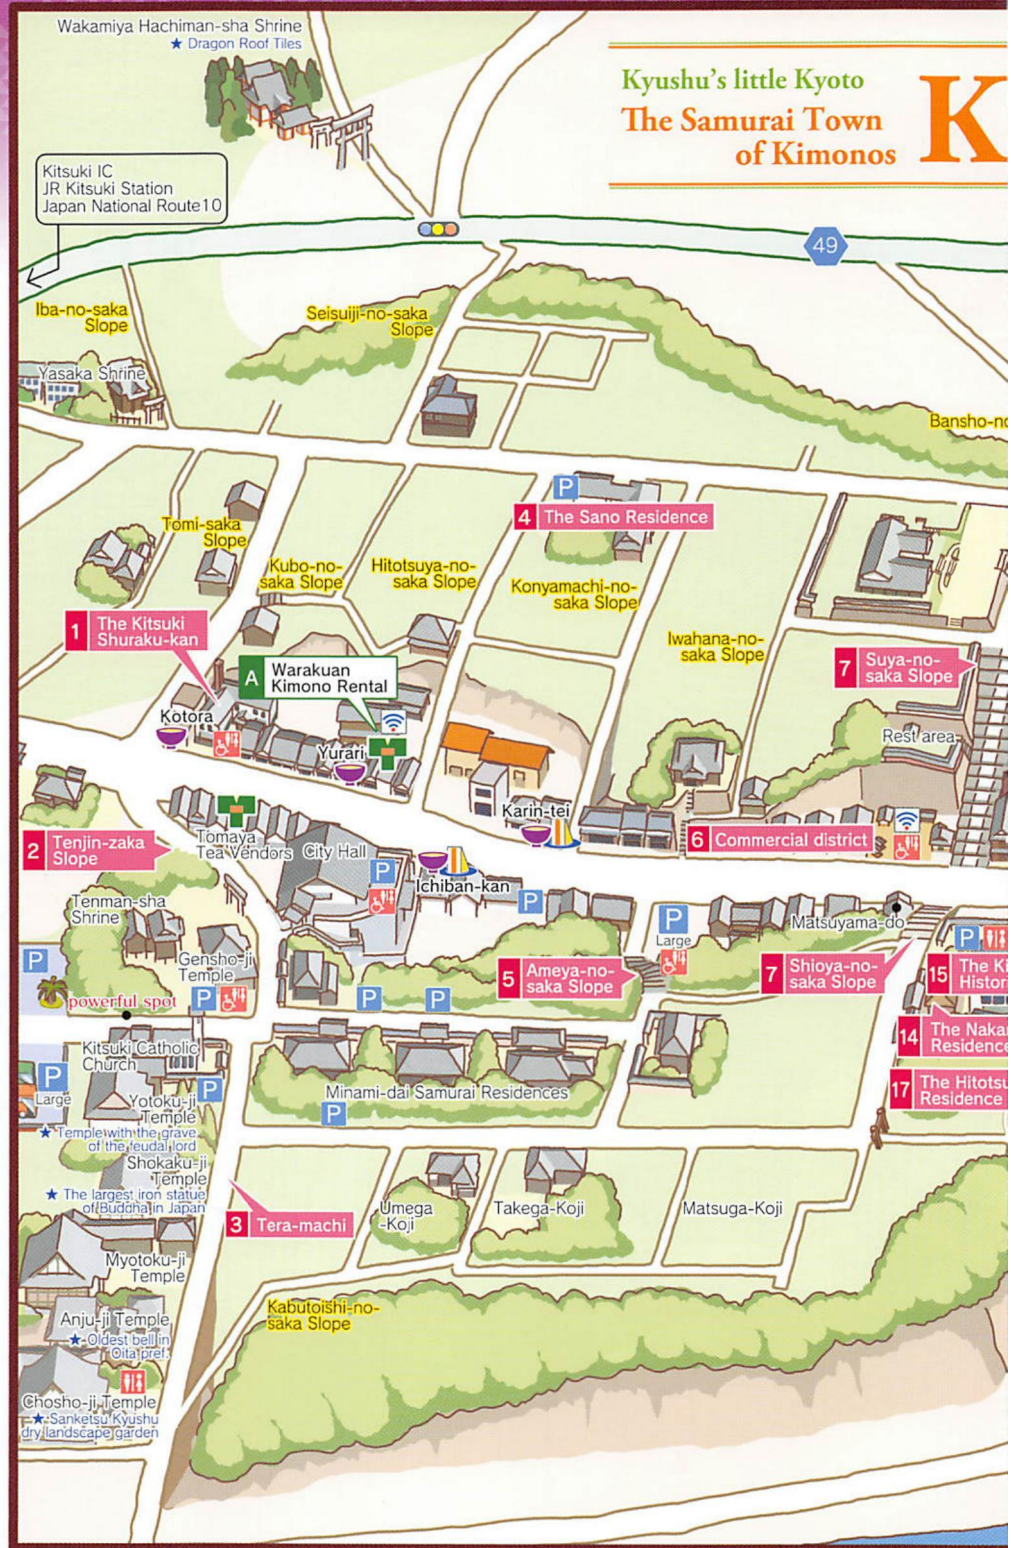 Wakamiya Hachiman-sha Shrine
★ Dragon Roof Tiles
Kyushu's little Kyoto
The Samurai Town
of Kimonos
K
Kitsuki IC
JR Kitsuki Station
Japan National Route10
49
Iba-no-saka
Slope
Seisuiji-no-saka
Slope
Yasaka Shrine
Bansho-no
P
4 The Sano Residence
Tomi-saka
Slope
Kubo-no-
saka Slope
Hitotsuya-no-
saka Slope
Konyamachi-no-
saka Slope
Iwahana-no-
saka Slope
1 The Kitsuki
Shuraku-kan
A Warakuan
Kimono Rental
7 Suya-no-
saka Slope
Kotora
Yurari
Rest area
Karin-tei
2 Tenjin-zaka
Slope
Tomaya
Tea Vendors
City Hall
P
Ichiban-kan
6 Commercial district
P
Tenman-sha
Shrine
P
Large
Matsuyama-do
P
Gensho-ji
Temple
P
5 Ameya-no-
saka Slope
7 Shioya-no-
saka Slope
15 The Ki
Histori
powerful spot
P
P
P
14 The Nakan
Residence
Kitsuki Catholic
Church
P
Large
P
Yotoku-ji
Temple
★ Temple with the grave
of the feudal lord
Minami-dai Samurai Residences
P
17 The Hitotsu
Residence
Shokaku-ji
Temple
★ The largest iron statue
of Buddha in Japan
3 Tera-machi
Umega
-Koji
Takega-Koji
Matsuga-Koji
Myotoku-ji
Temple
Anju-ji Temple
★ Oldest bell in
Oita pref.
Kabutoishi-no-
saka Slope
Chosho-ji Temple
★ Sanketsu Kyushu
dry landscape garden